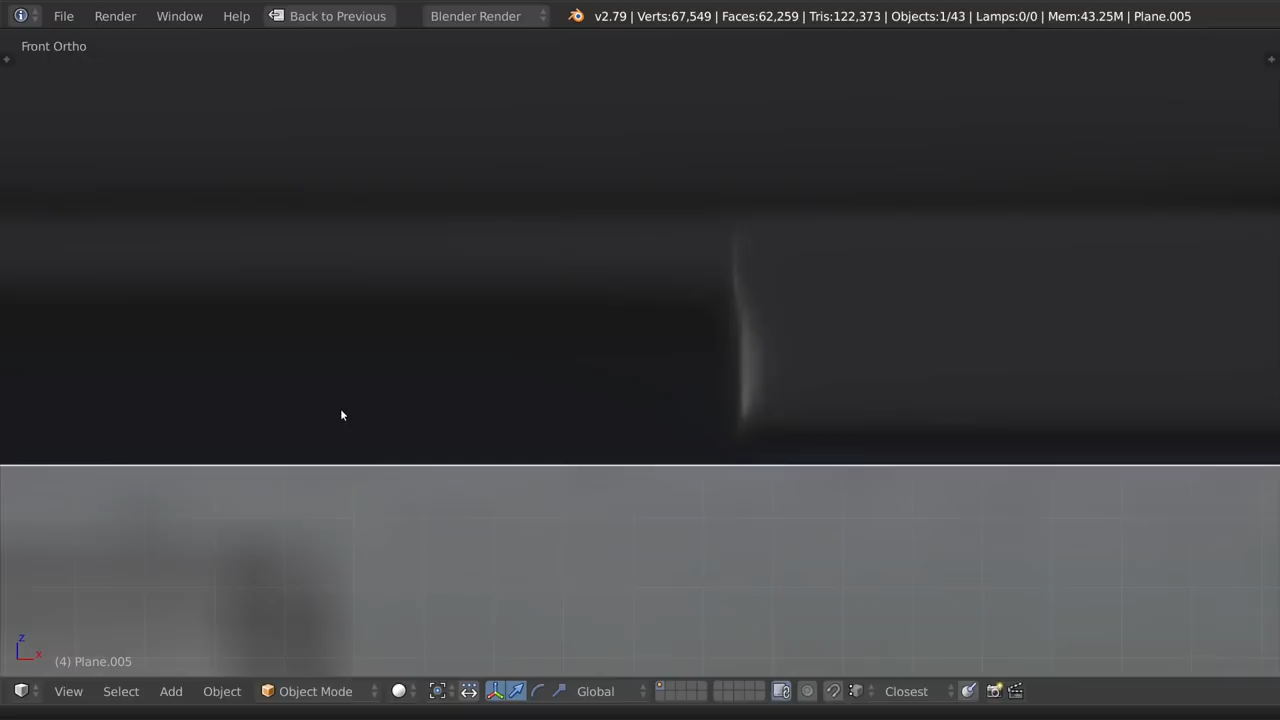 File Render Window Help Back to Previous Blender Render v2.79 | Verts:67,549 | Faces:62,259 | Tris:122,373 | Objects:1/43 | Lamps:0/0 | Mem:43.25M | Plane.005
Front Ortho
z
x
(4) Plane.005
View Select Add Object Object Mode Global Closest